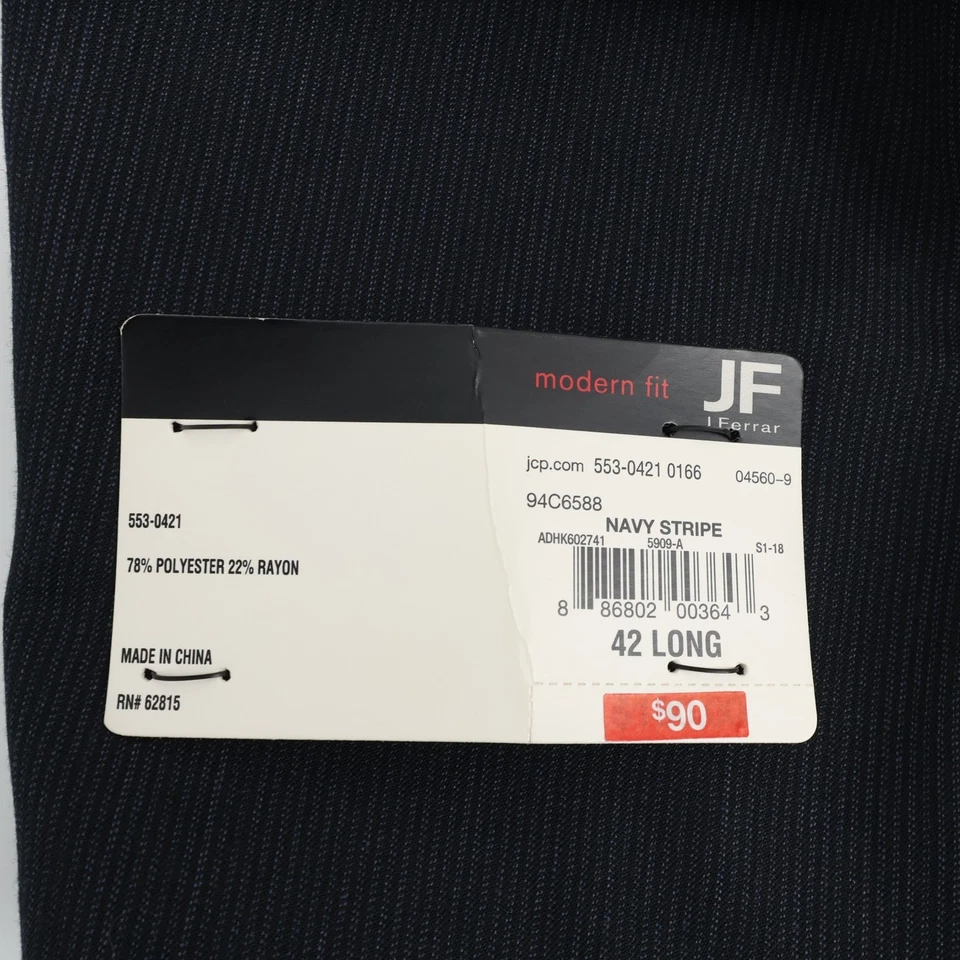 553-0421
78% POLYESTER 22% RAYON
MADE IN CHINA
RN# 62815
modern fit
JF
J Ferrar
jcp.com 553-0421 0166 04560-9
94C6588
NAVY STRIPE
ADHK602741 5909-A S1-18
8 86802 00364 3
42 LONG
$90